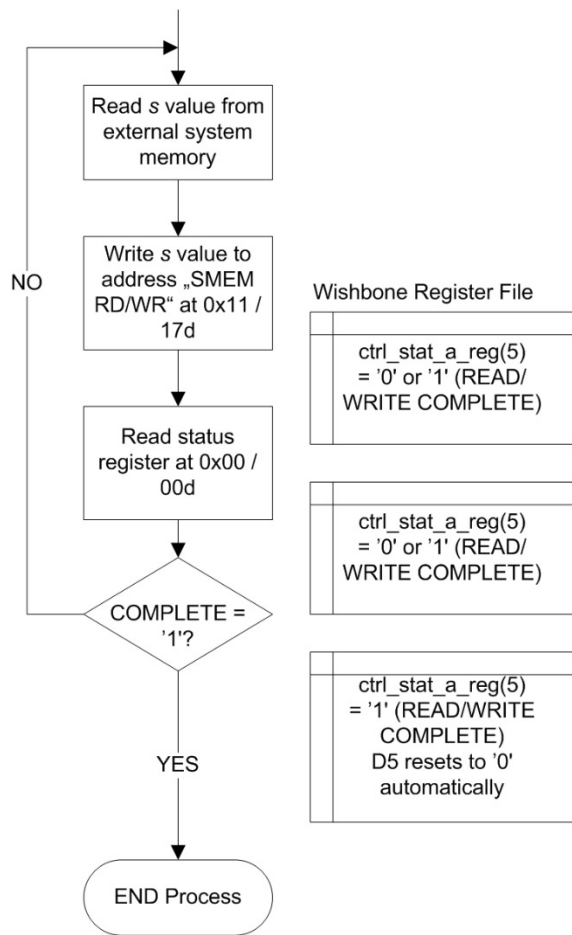 Read s value from
external system
memory
Write s value to
address „SMEM
RD/WR“ at 0x11 /
17d
NO
Wishbone Register File
ctrl_stat_a_reg(5)
= '0' or '1' (READ/
WRITE COMPLETE)
Read status
register at 0x00 /
00d
ctrl_stat_a_reg(5)
= '0' or '1' (READ/
WRITE COMPLETE)
COMPLETE =
'1'?
ctrl_stat_a_reg(5)
= '1' (READ/WRITE
COMPLETE)
D5 resets to '0'
automatically
YES
END Process